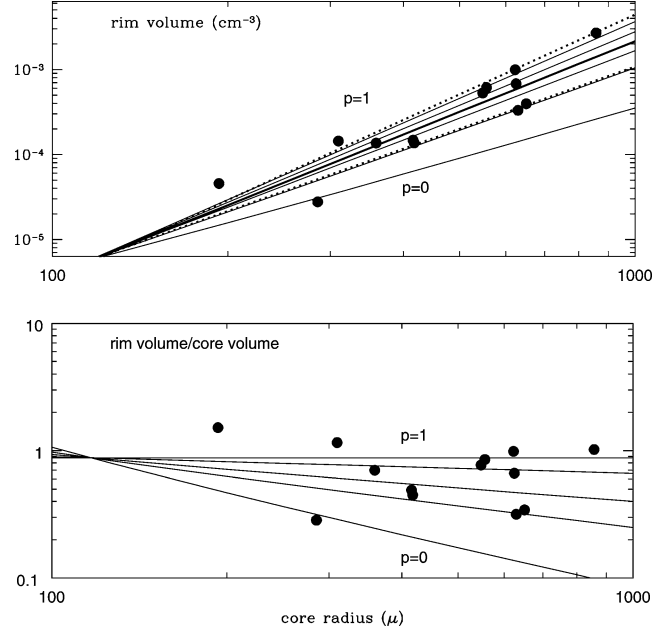 rim volume (cm⁻³)
10⁻³
p=1
10⁻⁴
p=0
10⁻⁵
100
1000
10
rim volume/core volume
p=1
1
p=0
0.1
100
1000
core radius (μ)